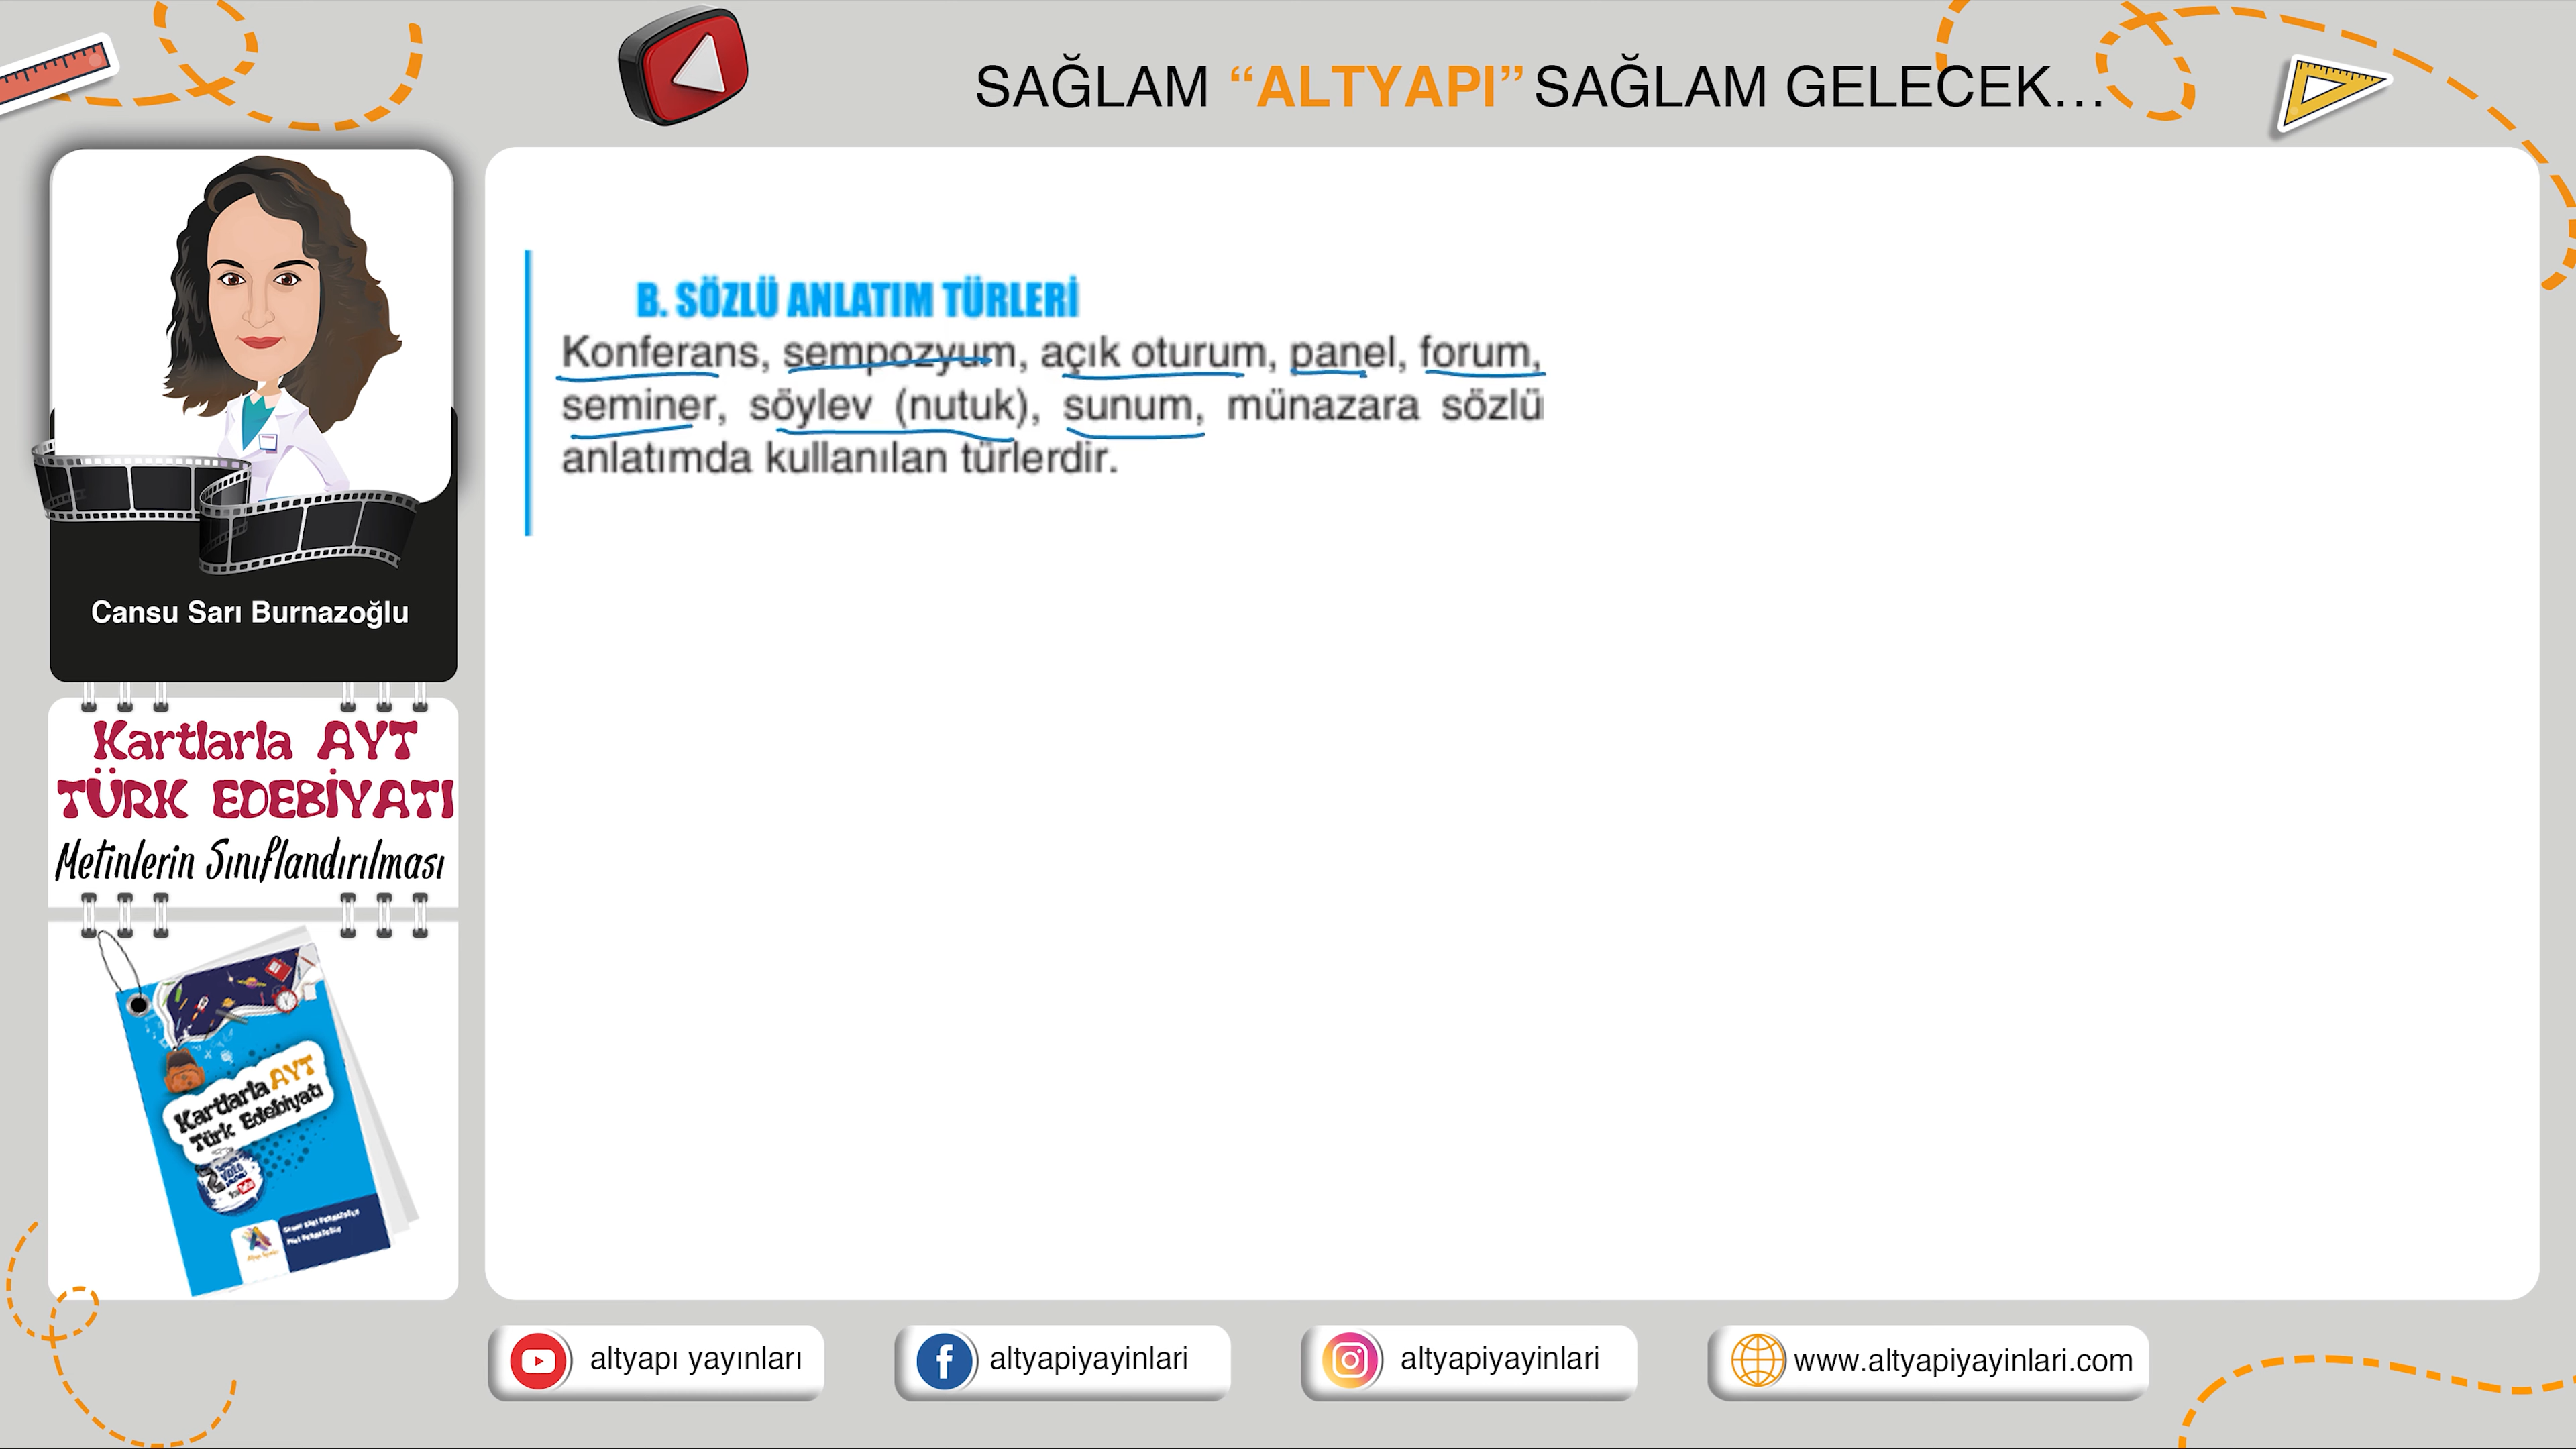 SAĞLAM “ALTYAPI” SAĞLAM GELECEK...
B. SÖZLÜ ANLATIM TÜRLERİ
Konferans, sempozyum, açık oturum, panel, forum,
seminer, söylev (nutuk), sunum, münazara sözlü
anlatımda kullanılan türlerdir.
Cansu Sarı Burnazoğlu
Kartlarla AYT
TÜRK EDEBİYATI
Metinlerin Sınıflandırılması
Kartlarla AYT
Türk Edebiyatı
altyapı yayınları
altyapiyayinlari
altyapiyayinlari
www.altyapiyayinlari.com